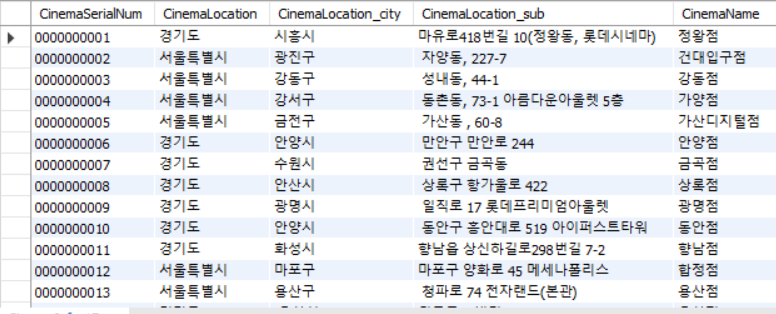 CinemaSerialNum CinemaLocation CinemaLocation_city CinemaLocation_sub CinemaName
0000000001 경기도 시흥시 마유로418번길 10(정왕동, 롯데시네마) 정왕점
0000000002 서울특별시 광진구 자양동, 227-7 건대입구점
0000000003 서울특별시 강동구 성내동, 44-1 강동점
0000000004 서울특별시 강서구 동촌동, 73-1 아름다운아울렛 5층 가양점
0000000005 서울특별시 금전구 가산동 , 60-8 가산디지털점
0000000006 경기도 안양시 만안구 만안로 244 안양점
0000000007 경기도 수원시 권선구 금곡동 금곡점
0000000008 경기도 안산시 상록구 항가울로 422 상록점
0000000009 경기도 광명시 일직로 17 롯데프리미엄아울렛 광명점
0000000010 경기도 안양시 동안구 흥안대로 519 아이퍼스트타워 동안점
0000000011 경기도 화성시 향남읍 상신하길로298번길 7-2 향남점
0000000012 서울특별시 마포구 마포구 양화로 45 메세나폴리스 합정점
0000000013 서울특별시 용산구 청파로 74 전자랜드(본관) 용산점